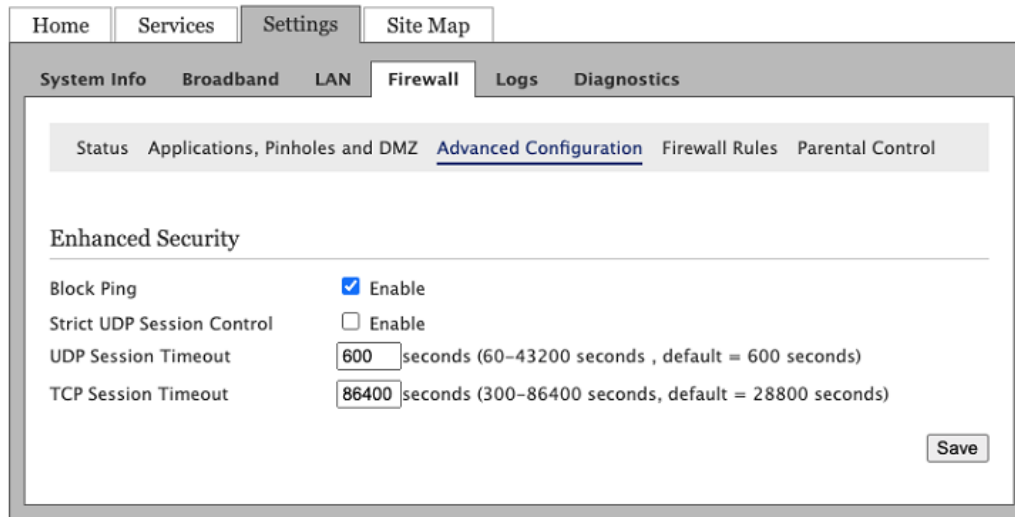 Home Services Settings Site Map
System Info Broadband LAN Firewall Logs Diagnostics
Status Applications, Pinholes and DMZ Advanced Configuration Firewall Rules Parental Control
Enhanced Security
Block Ping Enable
Strict UDP Session Control Enable
UDP Session Timeout 600 seconds (60-43200 seconds , default = 600 seconds)
TCP Session Timeout 86400 seconds (300-86400 seconds, default = 28800 seconds)
Save